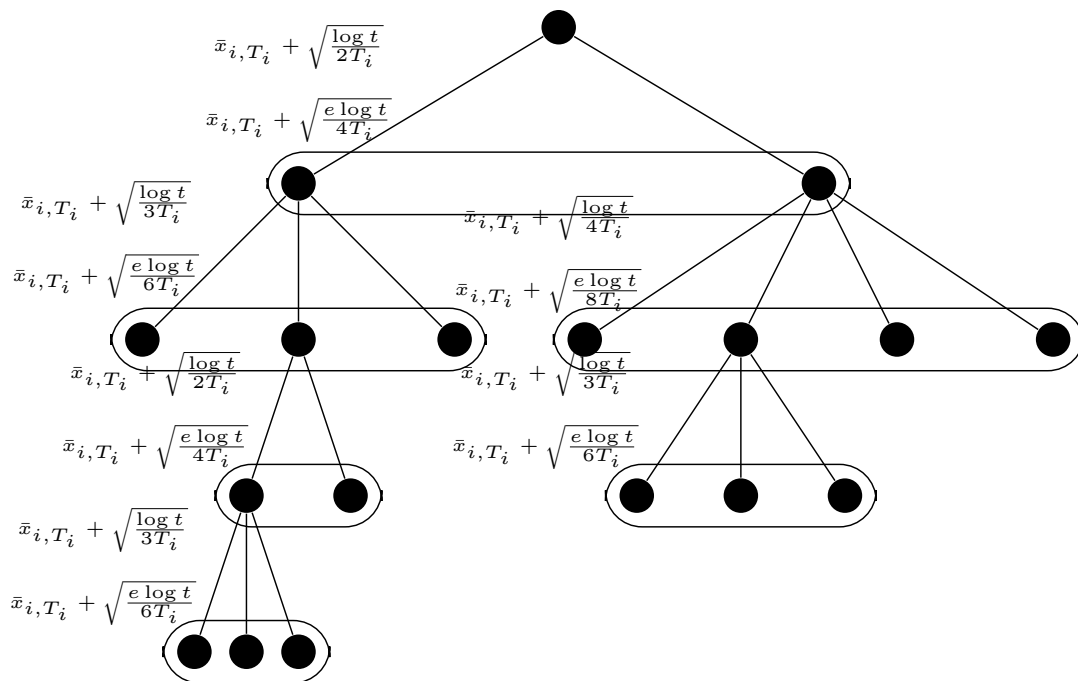 x̄_{i,T_i} + √(log t / 2T_i)
x̄_{i,T_i} + √(e log t / 4T_i)
x̄_{i,T_i} + √(log t / 3T_i)
x̄_{i,T_i} + √(log t / 4T_i)
x̄_{i,T_i} + √(e log t / 6T_i)
x̄_{i,T_i} + √(e log t / 8T_i)
x̄_{i,T_i} + √(log t / 2T_i)
x̄_{i,T_i} + √(log t / 3T_i)
x̄_{i,T_i} + √(e log t / 4T_i)
x̄_{i,T_i} + √(e log t / 6T_i)
x̄_{i,T_i} + √(log t / 3T_i)
x̄_{i,T_i} + √(e log t / 6T_i)